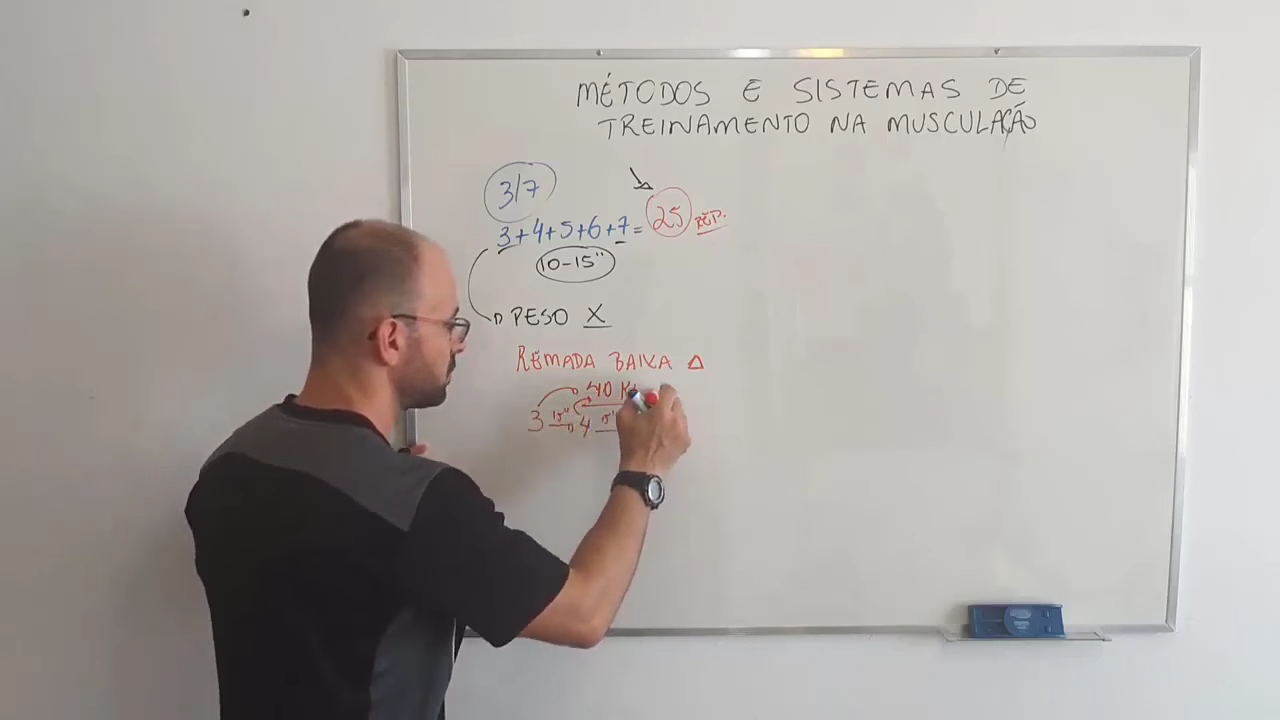 MÉTODOS E SISTEMAS DE
TREINAMENTO NA MUSCULAÇÃO
3/7
3+4+5+6+7= 25 REP.
10-15"
PESO X
REMADA BAIXA Δ
40
3 15" 4 15"